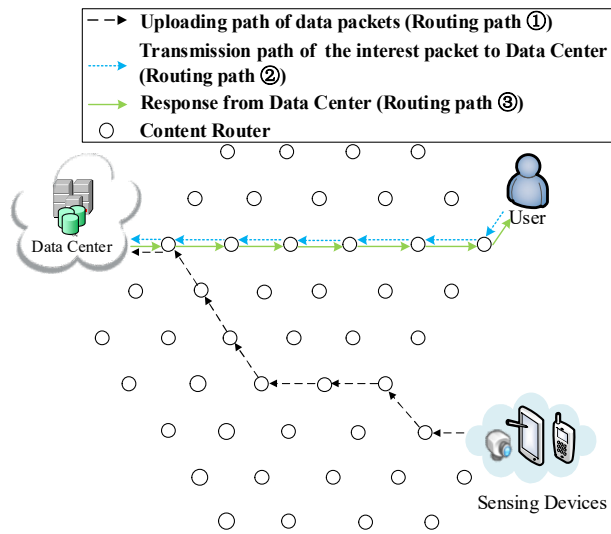 Uploading path of data packets (Routing path ①)
Transmission path of the interest packet to Data Center
(Routing path ②)
Response from Data Center (Routing path ③)
Content Router
User
Data Center
Sensing Devices